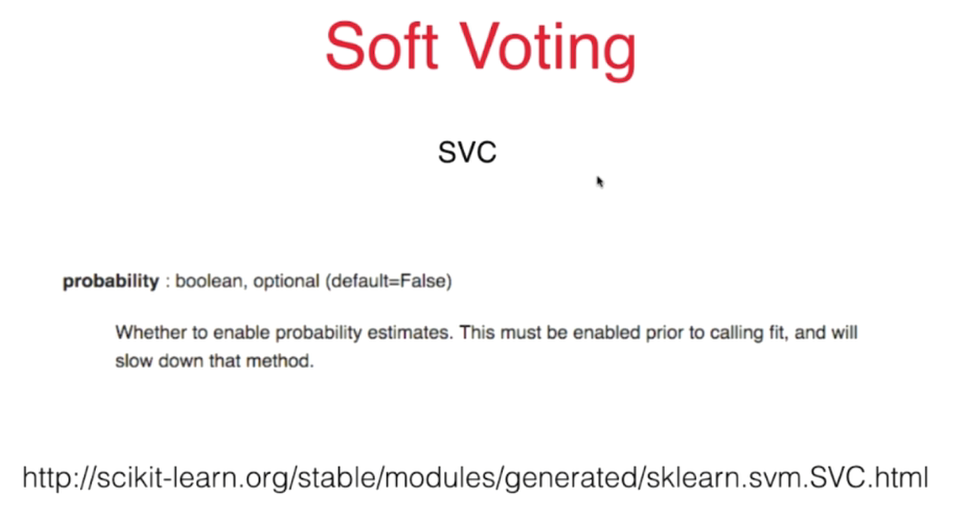 Soft Voting
SVC
probability : boolean, optional (default=False)
Whether to enable probability estimates. This must be enabled prior to calling fit, and will
slow down that method.
http://scikit-learn.org/stable/modules/generated/sklearn.svm.SVC.html